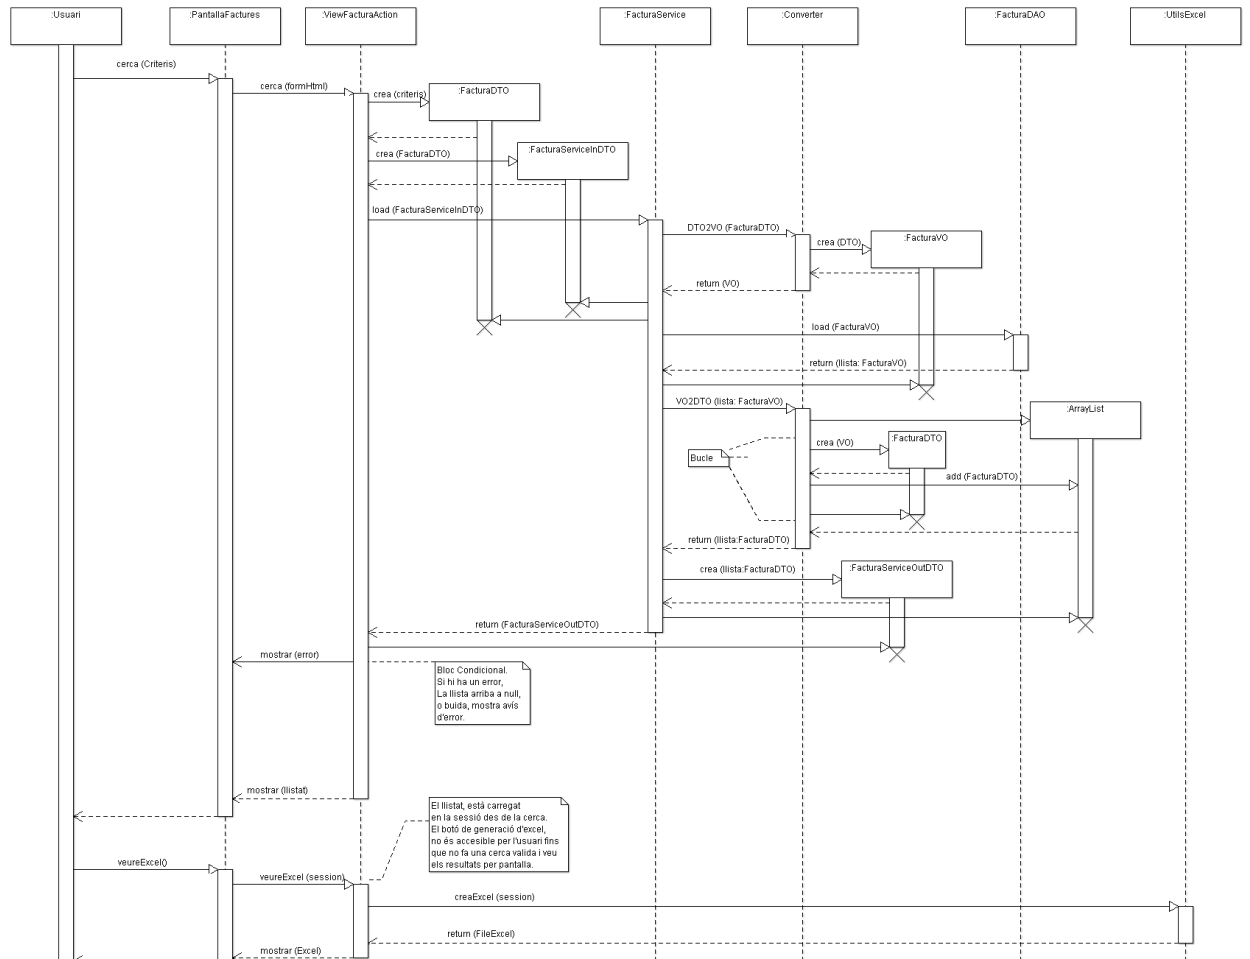 :Usuari
:PantallaFactures
:ViewFacturaAction
:FacturaService
:Converter
:FacturaDAO
:UtilsExcel
cerca (Criteris)
cerca (formHtml)
crea (criteris)
:FacturaDTO
crea (FacturaDTO)
:FacturaServiceInDTO
load (FacturaServiceInDTO)
DTO2VO (FacturaDTO)
crea (DTO)
:FacturaVO
return (VO)
load (FacturaVO)
return (llista: FacturaVO)
VO2DTO (lista: FacturaVO)
:ArrayList
Bucle
crea (VO)
:FacturaDTO
add (FacturaDTO)
return (llista:FacturaDTO)
crea (llista:FacturaDTO)
:FacturaServiceOutDTO
return (FacturaServiceOutDTO)
mostrar (error)
Bloc Condicional.
Si hi ha un error,
La llista arriba a null,
o buida, mostra avís
d'error.
mostrar (llistat)
El llistat, està carregat
en la sessió des de la cerca.
El botó de generació d'excel,
no és accesible per l'usuari fins
que no fa una cerca valida i veu
els resultats per pantalla.
veureExcel()
veureExcel (session)
creaExcel (session)
return (FileExcel)
mostrar (Excel)